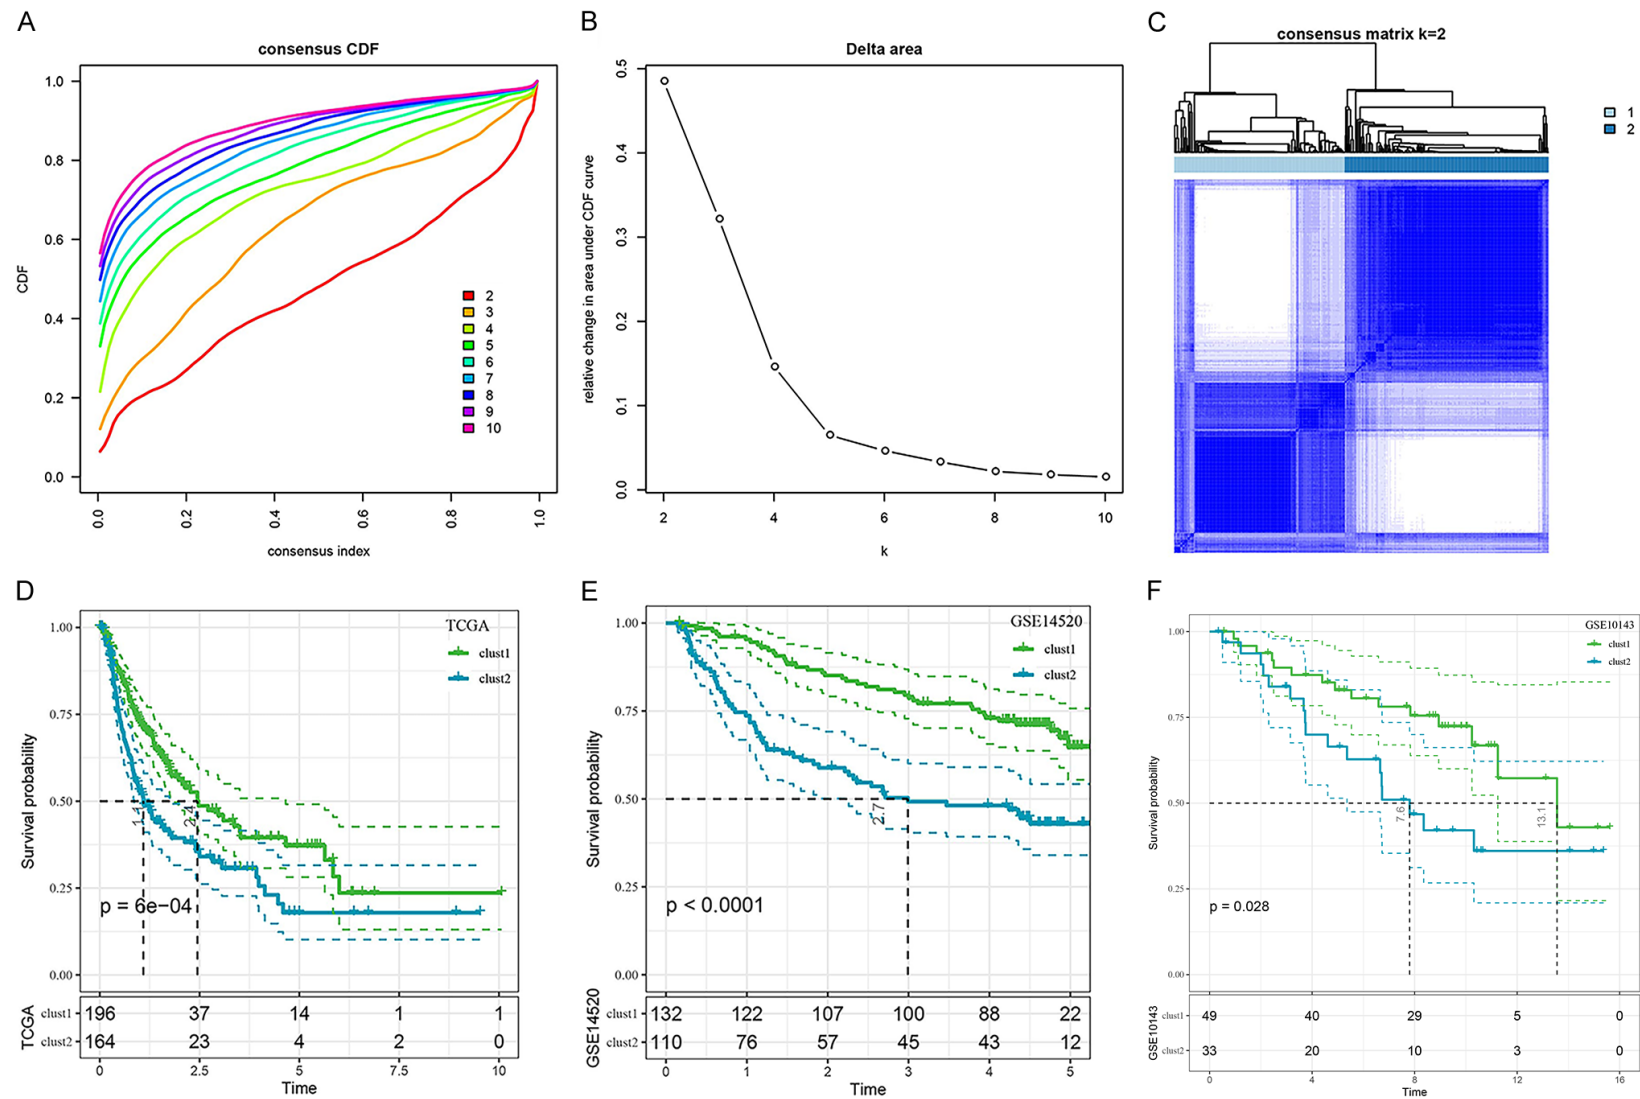 A
consensus CDF
CDF
1.0
0.8
0.6
0.4
0.2
0.0
2
3
4
5
6
7
8
9
10
0.0 0.2 0.4 0.6 0.8 1.0
consensus index
B
Delta area
relative change in area under CDF curve
0.5
0.4
0.3
0.2
0.1
0.0
2 4 6 8 10
k
C
consensus matrix k=2
1
2
D
TCGA
clust1
clust2
Survival probability
1.00
0.75
0.50
0.25
0.00
1.1
2.4
p = 6e−04
TCGA
clust1 196 37 14 1 1
clust2 164 23 4 2 0
0 2.5 5 7.5 10
Time
E
GSE14520
clust1
clust2
Survival probability
1.00
0.75
0.50
0.25
0.00
2.7
p < 0.0001
GSE14520
clust1 132 122 107 100 88 22
clust2 110 76 57 45 43 12
0 1 2 3 4 5
Time
F
GSE10143
clust1
clust2
Survival probability
1.00
0.75
0.50
0.25
0.00
7.6
13.1
p = 0.028
GSE10143
clust1 49 40 29 5 0
clust2 33 20 10 3 0
0 4 8 12 16
Time